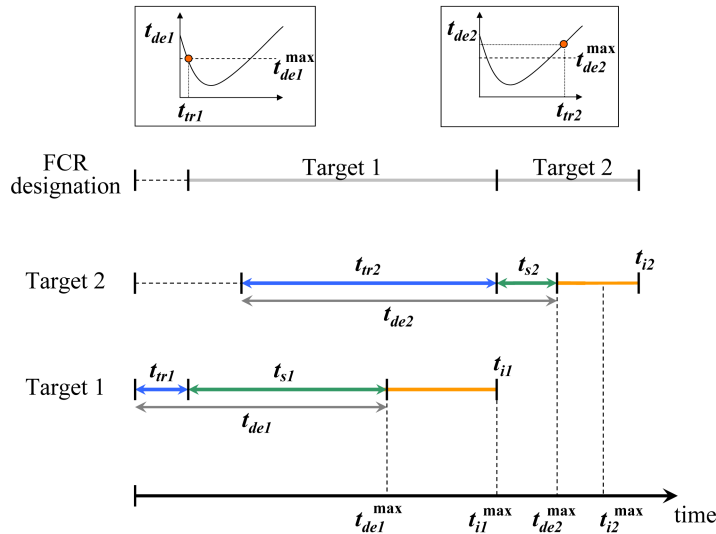 t_de1
t_de1^max
t_tr1
t_de2
t_de2^max
t_tr2
FCR
designation
Target 1
Target 2
Target 2
t_tr2
t_s2
t_i2
t_de2
Target 1
t_tr1
t_s1
t_i1
t_de1
t_de1^max t_i1^max t_de2^max t_i2^max time